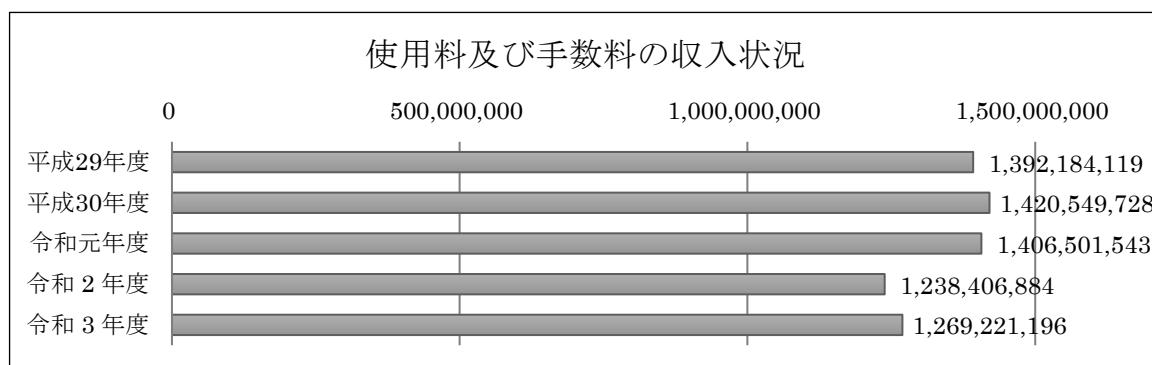 使用料及び手数料の収入状況
0 500,000,000 1,000,000,000 1,500,000,000
平成29年度 1,392,184,119
平成30年度 1,420,549,728
令和元年度 1,406,501,543
令和 2 年度 1,238,406,884
令和 3 年度 1,269,221,196